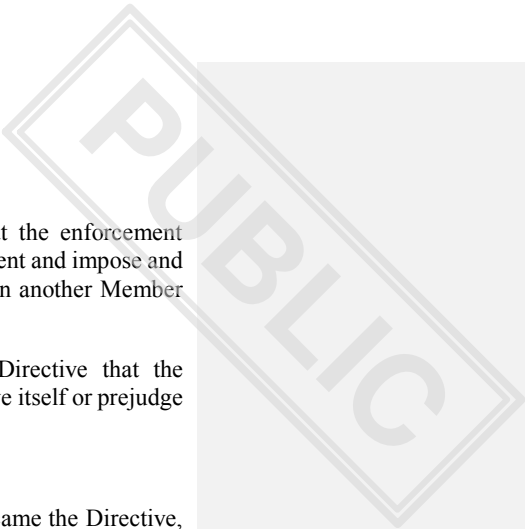 t the enforcement
ent and impose and
n another Member
Directive that the
e itself or prejudge
ame the Directive,
PUBLIC